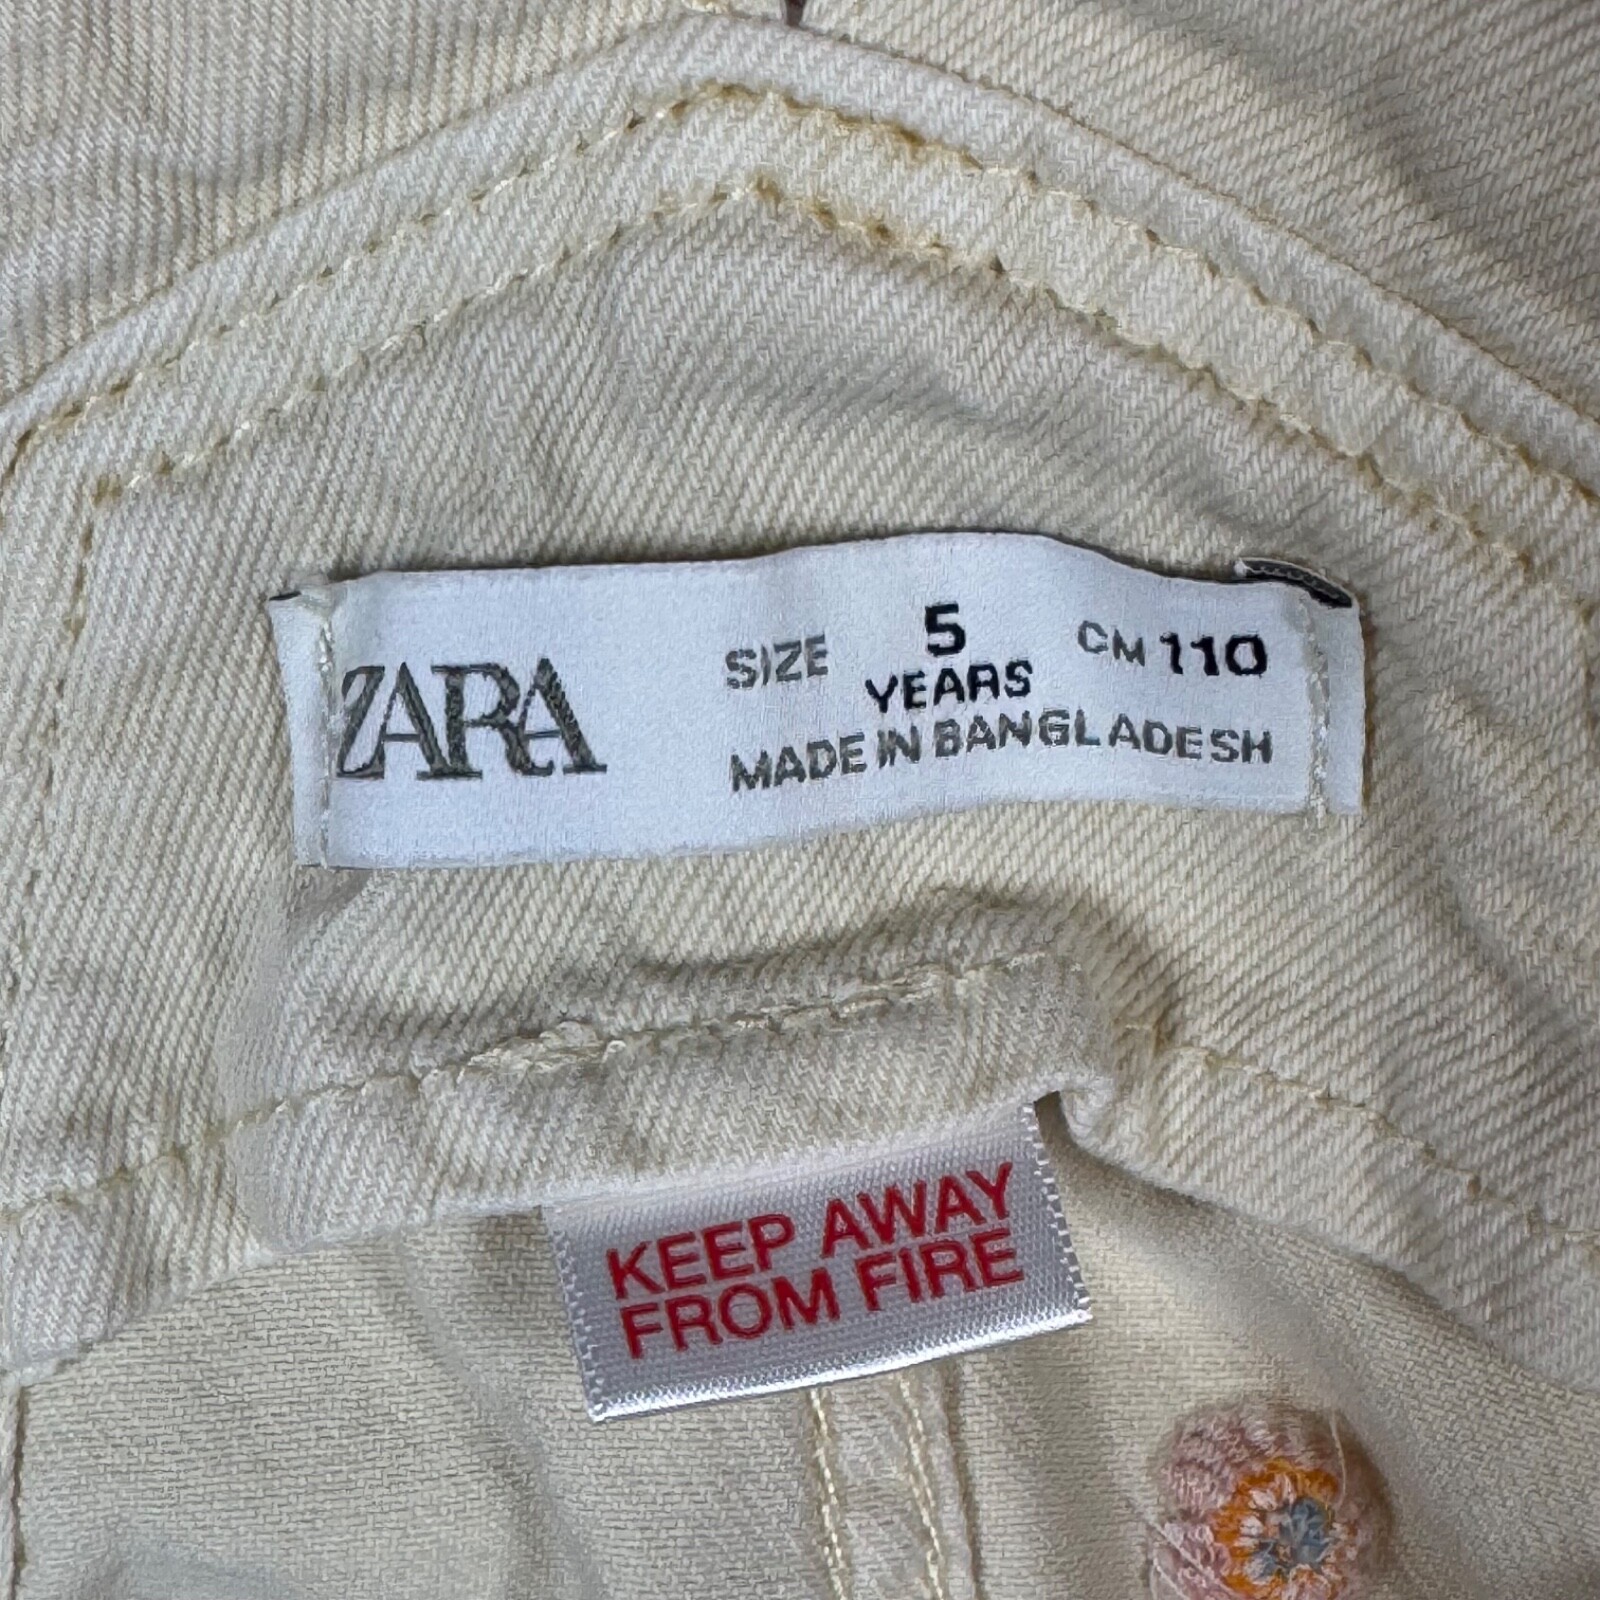 ZARA
SIZE 5 YEARS CM 110
MADE IN BANGLADESH
KEEP AWAY
FROM FIRE